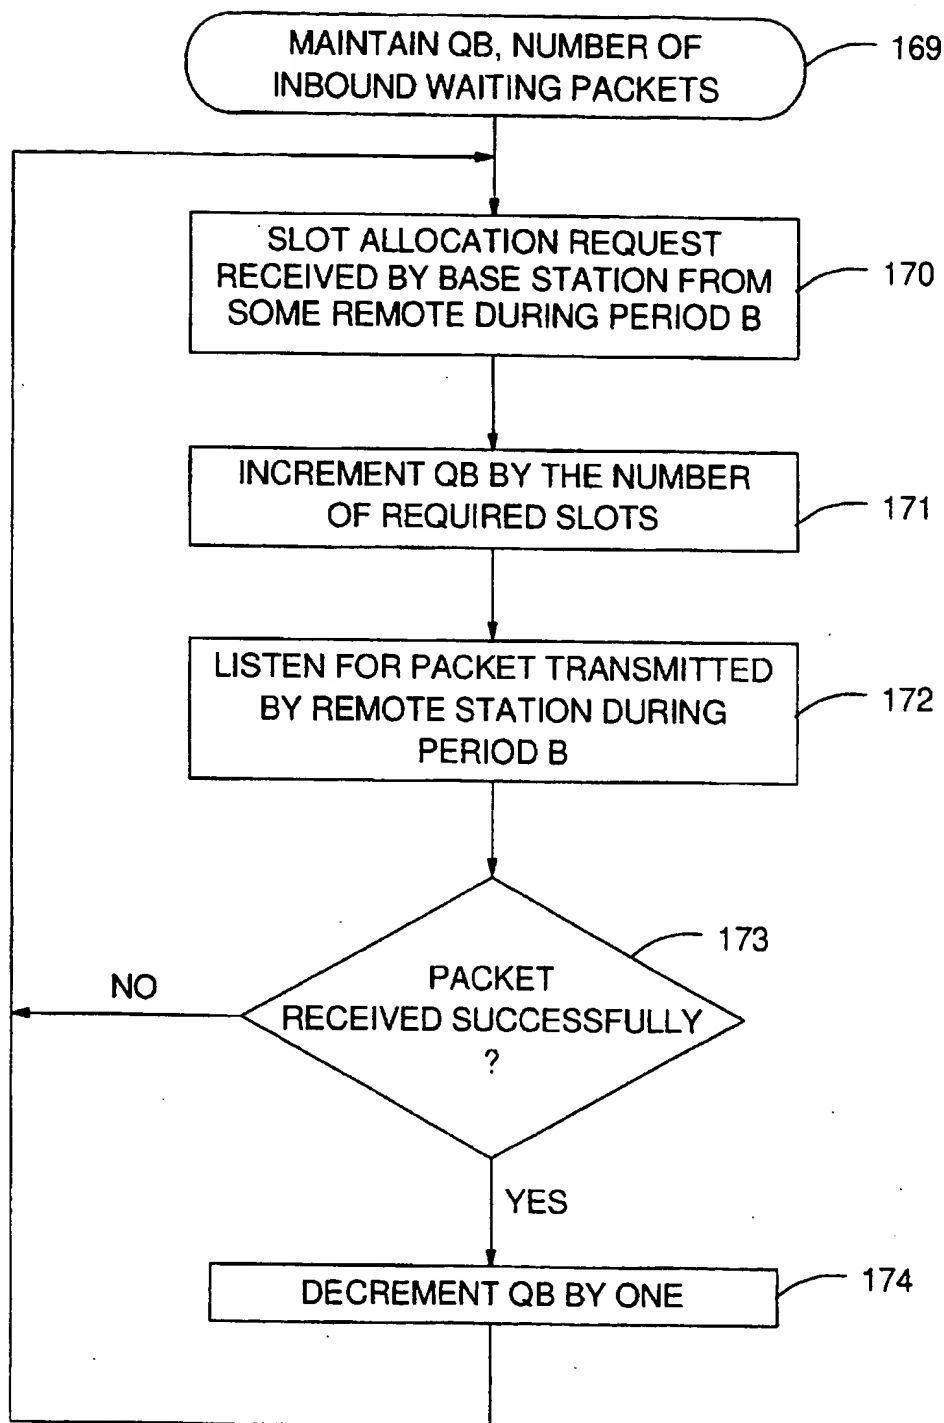 MAINTAIN QB, NUMBER OF
INBOUND WAITING PACKETS
169
SLOT ALLOCATION REQUEST
RECEIVED BY BASE STATION FROM
SOME REMOTE DURING PERIOD B
170
INCREMENT QB BY THE NUMBER
OF REQUIRED SLOTS
171
LISTEN FOR PACKET TRANSMITTED
BY REMOTE STATION DURING
PERIOD B
172
173
PACKET
RECEIVED SUCCESSFULLY
?
NO
YES
DECREMENT QB BY ONE
174